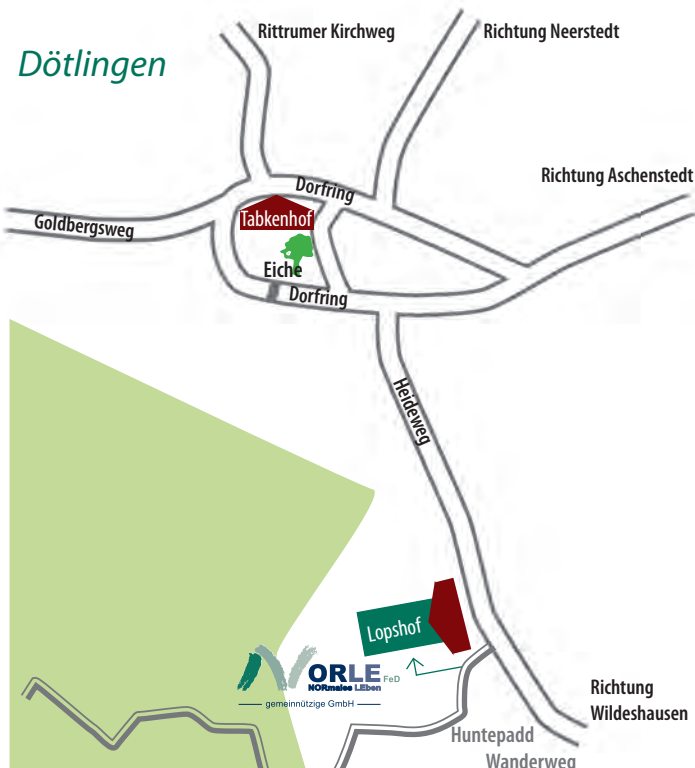 Rittrumer Kirchweg
Richtung Neerstedt
Dötlingen
Richtung Aschenstedt
Dorfring
Tabkenhof
Goldbergsweg
Eiche
Dorfring
Heideweg
Lopshof
NORLE FeD
NORmales LEben
gemeinnützige GmbH
Richtung
Wildeshausen
Huntepadd
Wanderweg